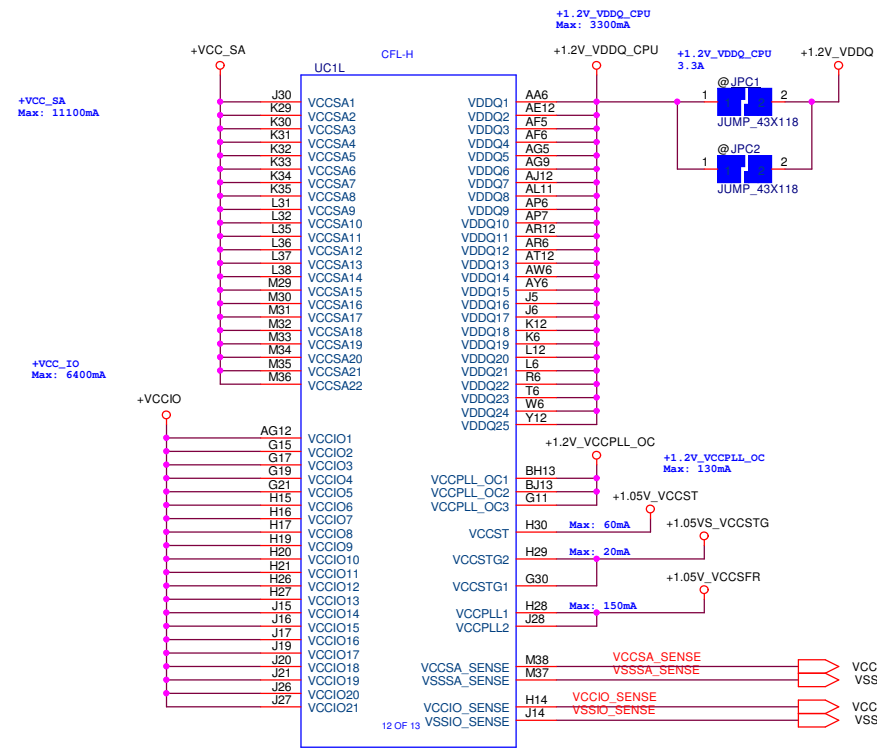 +1.2V_VDDQ_CPU
Max: 3300mA
+VCC_SA
CFL-H
+1.2V_VDDQ_CPU
+1.2V_VDDQ_CPU
3.3A
+1.2V_VDDQ
UC1L
+VCC_SA
Max: 11100mA
J30 VCCSA1 VDDQ1 AA6
K29 VCCSA2 VDDQ2 AE12
K30 VCCSA3 VDDQ3 AF5
K31 VCCSA4 VDDQ4 AF6
K32 VCCSA5 VDDQ5 AG5
K33 VCCSA6 VDDQ6 AG9
K34 VCCSA7 VDDQ7 AJ12
K35 VCCSA8 VDDQ8 AL11
L31 VCCSA9 VDDQ9 AP6
L32 VCCSA10 VDDQ10 AP7
L35 VCCSA11 VDDQ11 AR12
L36 VCCSA12 VDDQ12 AR6
L37 VCCSA13 VDDQ13 AT12
L38 VCCSA14 VDDQ14 AW6
M29 VCCSA15 VDDQ15 AY6
M30 VCCSA16 VDDQ16 J5
M31 VCCSA17 VDDQ17 J6
M32 VCCSA18 VDDQ18 K12
M33 VCCSA19 VDDQ19 K6
M34 VCCSA20 VDDQ20 L12
M35 VCCSA21 VDDQ21 L6
M36 VCCSA22 VDDQ22 R6
VDDQ23 T6
VDDQ24 W6
VDDQ25 Y12
@JPC1
1 1 2 2
JUMP_43X118
@JPC2
1 1 2 2
JUMP_43X118
+VCC_IO
Max: 6400mA
+VCCIO
AG12 VCCIO1
G15 VCCIO2
G17 VCCIO3
G19 VCCIO4
G21 VCCIO5
H15 VCCIO6
H16 VCCIO7
H17 VCCIO8
H19 VCCIO9
H20 VCCIO10
H21 VCCIO11
H26 VCCIO12
H27 VCCIO13
J15 VCCIO14
J16 VCCIO15
J17 VCCIO16
J19 VCCIO17
J20 VCCIO18
J21 VCCIO19
J26 VCCIO20
J27 VCCIO21
+1.2V_VCCPLL_OC
+1.2V_VCCPLL_OC
Max: 130mA
VCCPLL_OC1 BH13
VCCPLL_OC2 BJ13
VCCPLL_OC3 G11
+1.05V_VCCST
VCCST H30 Max: 60mA
+1.05VS_VCCSTG
VCCSTG2 H29 Max: 20mA
VCCSTG1 G30
+1.05V_VCCSFR
VCCPLL1 H28 Max: 150mA
VCCPLL2 J28
VCCSA_SENSE M38 VCCSA_SENSE VCC
VSSSA_SENSE M37 VSSSA_SENSE VSS
VCCIO_SENSE H14 VCCIO_SENSE VCC
VSSIO_SENSE J14 VSSIO_SENSE VSS
12 OF 13